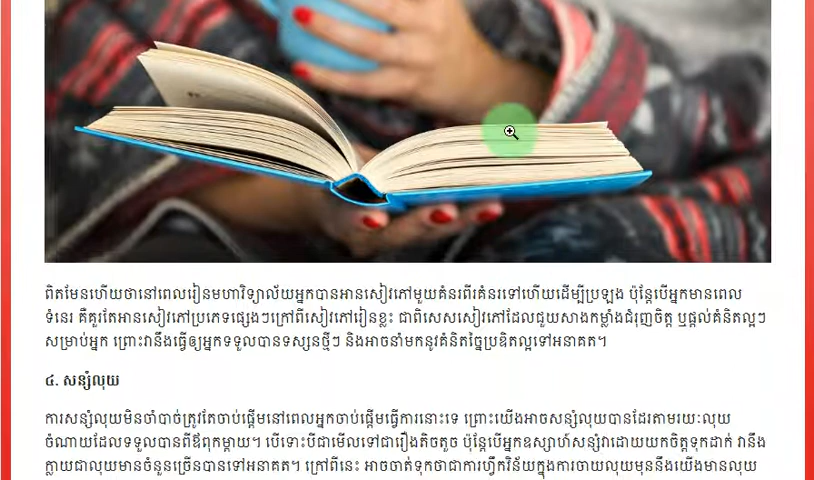 ពិតមែនហើយថានៅពេលរៀនមហាវិទ្យាល័យអ្នកបានអានសៀវភៅមួយគំនរពីរគំនរទៅហើយដើម្បីប្រឡង ប៉ុន្តែបើអ្នកមានពេល
ទំនេរ គឺគួរតែអានសៀវភៅប្រភេទផ្សេងៗក្រៅពីសៀវភៅរៀនខ្លះ ជាពិសេសសៀវភៅដែលជួយសាងកម្លាំងជំរុញចិត្ត ឬផ្តល់គំនិតល្អៗ
សម្រាប់អ្នក ព្រោះវានឹងធ្វើឲ្យអ្នកទទួលបានទស្សនថ្មីៗ និងអាចនាំមកនូវគំនិតច្នៃប្រឌិតល្អទៅអនាគត។
៤. សន្សំលុយ
ការសន្សំលុយមិនចាំបាច់ត្រូវតែចាប់ផ្តើមនៅពេលអ្នកចាប់ផ្តើមធ្វើការនោះទេ ព្រោះយើងអាចសន្សំលុយបានដែរតាមរយៈលុយ
ចំណាយដែលទទួលបានពីឪពុកម្តាយ។ បើទោះបីជាមើលទៅជារឿងតិចតួច ប៉ុន្តែបើអ្នកឧស្សាហ៍សន្សំវាដោយយកចិត្តទុកដាក់ វានឹង
ក្លាយជាលុយមានចំនួនច្រើនបានទៅអនាគត។ ក្រៅពីនេះ អាចចាត់ទុកថាជាការហ្វឹកវិន័យក្នុងការចាយលុយមុននឹងយើងមានលុយ